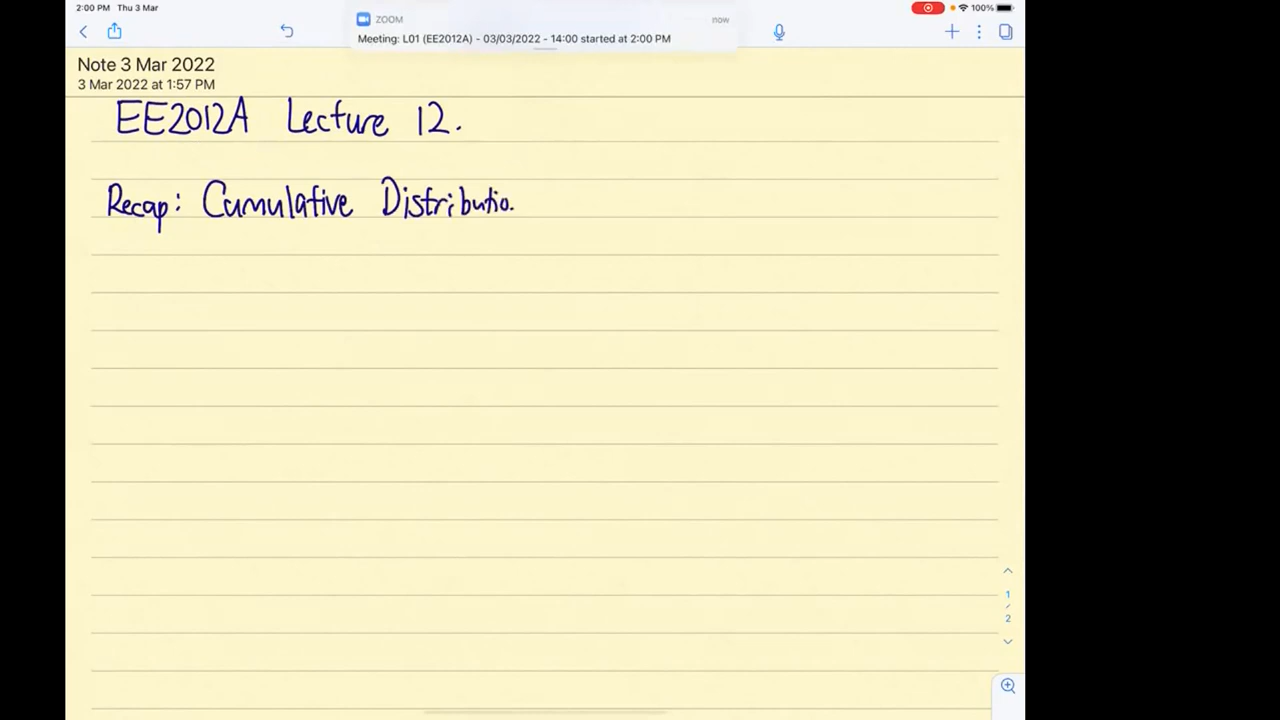 2:00 PM Thu 3 Mar
100%
ZOOM
now
Meeting: L01 (EE2012A) - 03/03/2022 - 14:00 started at 2:00 PM
Note 3 Mar 2022
3 Mar 2022 at 1:57 PM
EE2012A Lecture 12.
Recap: Cumulative Distributio.
1
/
2